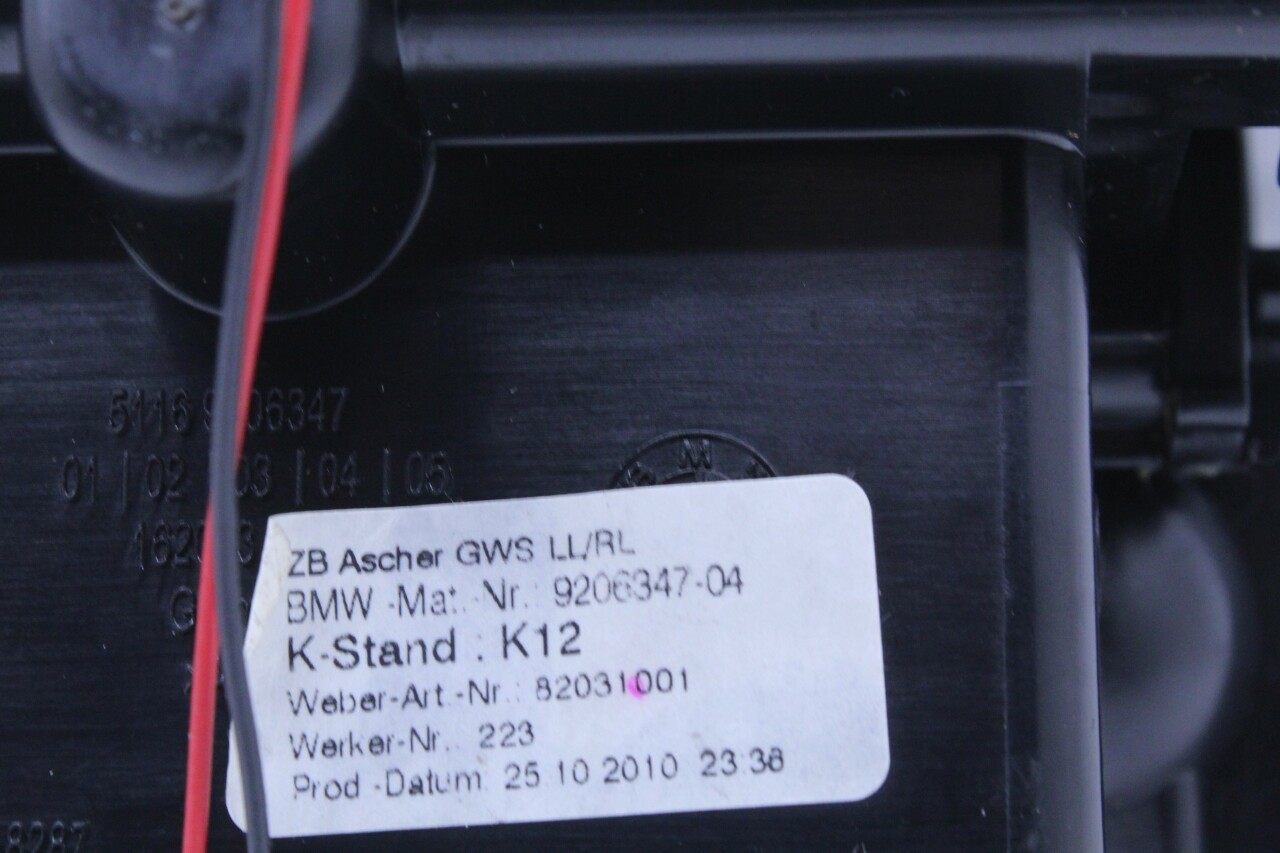 5116 9206347
01 | 02 | 03 | 04 | 05
M
ZB Ascher GWS LL/RL
BMW -Mat. -Nr. : 9206347-04
K-Stand : K12
Weber-Art.-Nr.: 82031001
Werker-Nr.: 223
Prod.-Datum: 25.10.2010 23:38
8287